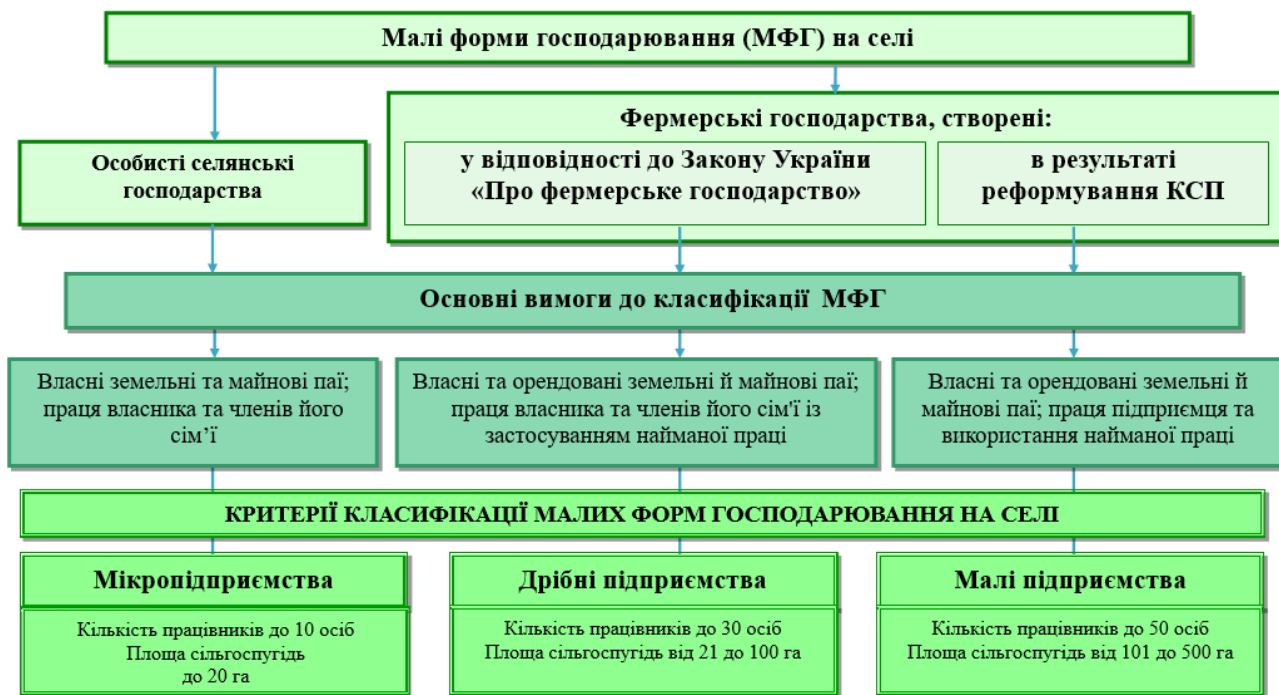 Малі форми господарювання (МФГ) на селі
Фермерські господарства, створені:
Особисті селянські
господарства
у відповідності до Закону України
«Про фермерське господарство»
в результаті
реформування КСП
Основні вимоги до класифікації МФГ
Власні земельні та майнові паї;
праця власника та членів його
сім’ї
Власні та орендовані земельні й майнові паї;
праця власника та членів його сім'ї із
застосуванням найманої праці
Власні та орендовані земельні й
майнові паї; праця підприємця та
використання найманої праці
КРИТЕРІЇ КЛАСИФІКАЦІЇ МАЛИХ ФОРМ ГОСПОДАРЮВАННЯ НА СЕЛІ
Мікропідприємства
Кількість працівників до 10 осіб
Площа сільгоспугідь
до 20 га
Дрібні підприємства
Кількість працівників до 30 осіб
Площа сільгоспугідь від 21 до 100 га
Малі підприємства
Кількість працівників до 50 осіб
Площа сільгоспугідь від 101 до 500 га